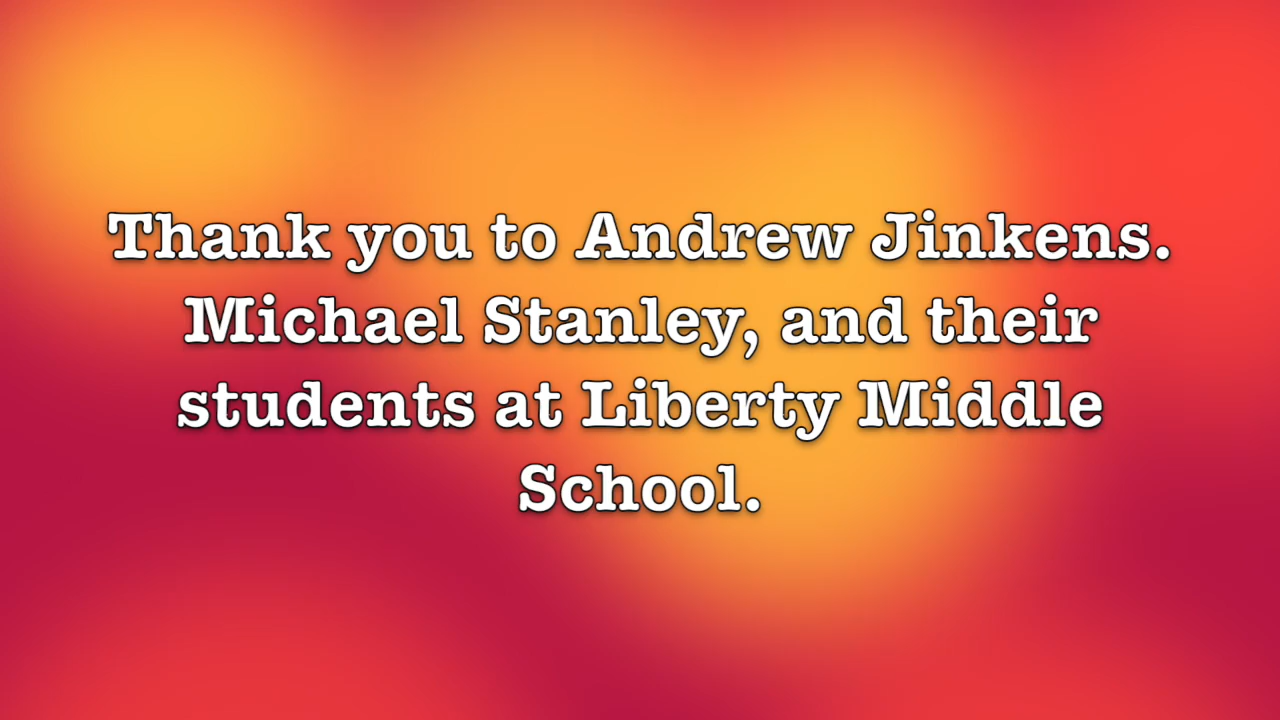 Thank you to Andrew Jinkens.
Michael Stanley, and their
students at Liberty Middle
School.